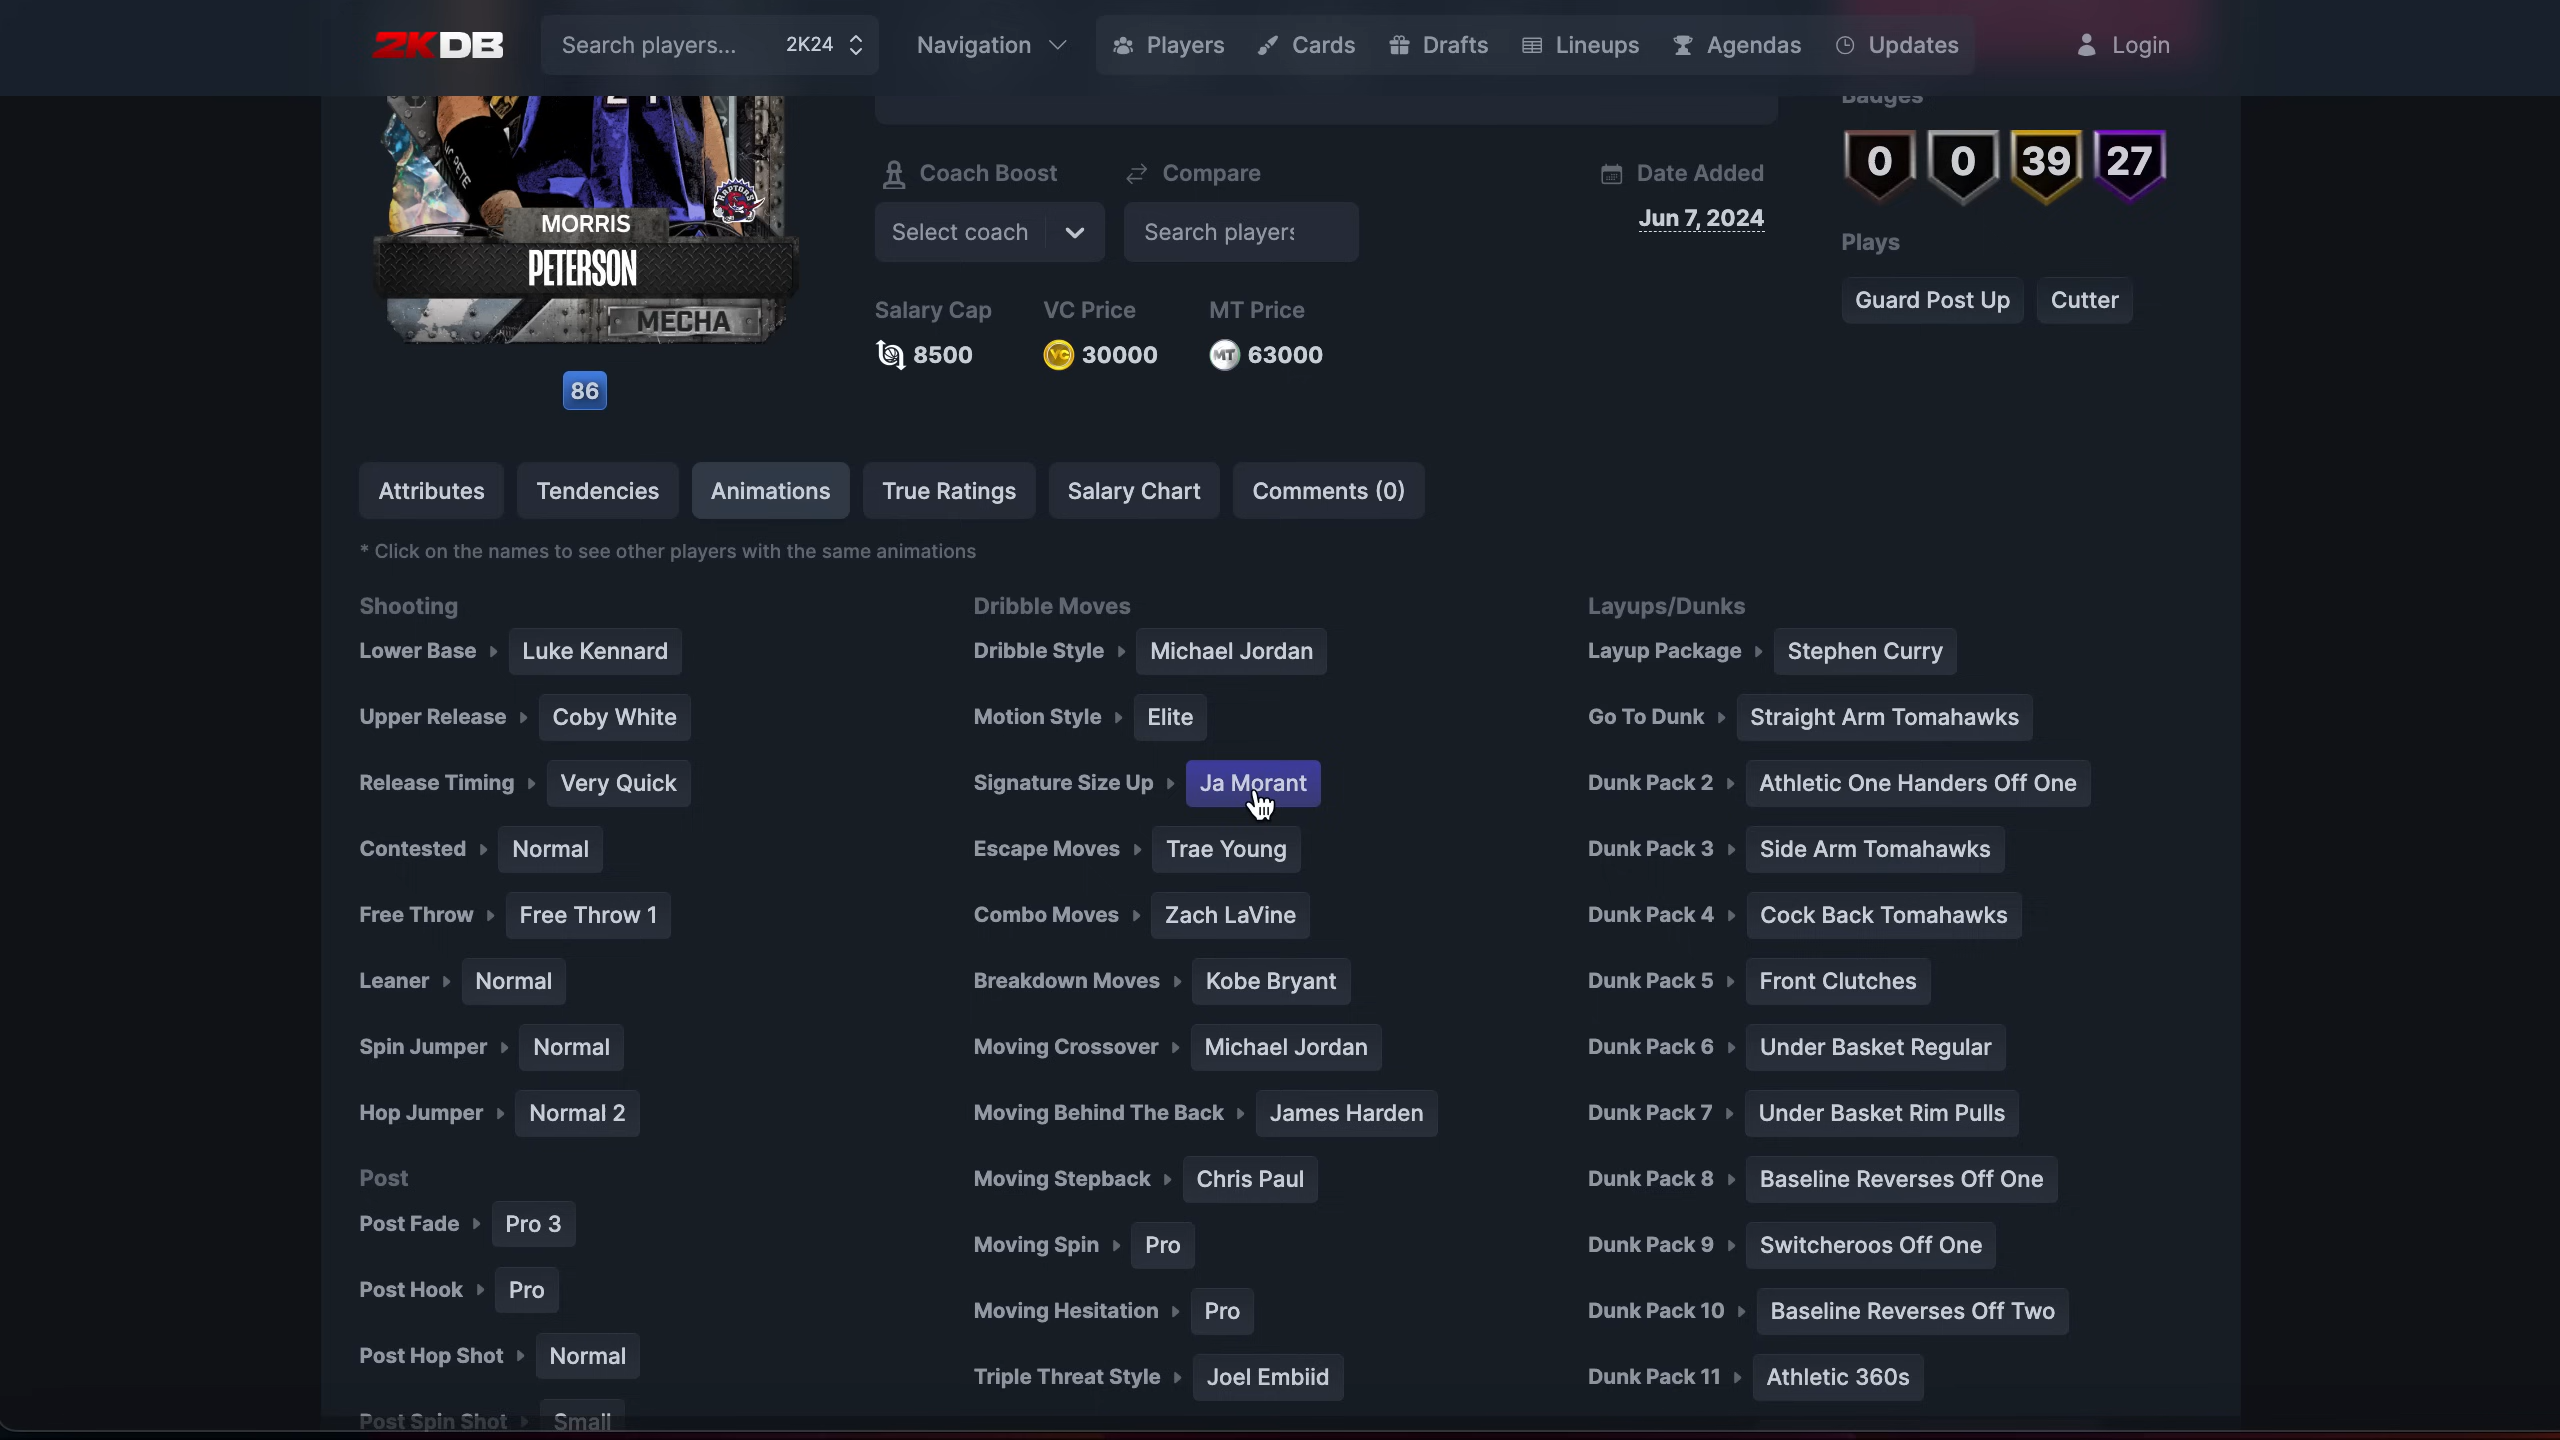 2KDB
Search players...
2K24
Navigation
Players
Cards
Drafts
Lineups
Agendas
Updates
Login
MORRIS
PETERSON
MECHA
RAPTORS
86
Coach Boost
Select coach
Compare
Search players
Date Added
Jun 7, 2024
Salary Cap
8500
VC Price
VC 30000
MT Price
MT 63000
Badges
0 0 39 27
Plays
Guard Post Up Cutter
Attributes
Tendencies
Animations
True Ratings
Salary Chart
Comments (0)
* Click on the names to see other players with the same animations
Shooting
Lower Base Luke Kennard
Upper Release Coby White
Release Timing Very Quick
Contested Normal
Free Throw Free Throw 1
Leaner Normal
Spin Jumper Normal
Hop Jumper Normal 2
Post
Post Fade Pro 3
Post Hook Pro
Post Hop Shot Normal
Post Spin Shot Small
Dribble Moves
Dribble Style Michael Jordan
Motion Style Elite
Signature Size Up Ja Morant
Escape Moves Trae Young
Combo Moves Zach LaVine
Breakdown Moves Kobe Bryant
Moving Crossover Michael Jordan
Moving Behind The Back James Harden
Moving Stepback Chris Paul
Moving Spin Pro
Moving Hesitation Pro
Triple Threat Style Joel Embiid
Layups/Dunks
Layup Package Stephen Curry
Go To Dunk Straight Arm Tomahawks
Dunk Pack 2 Athletic One Handers Off One
Dunk Pack 3 Side Arm Tomahawks
Dunk Pack 4 Cock Back Tomahawks
Dunk Pack 5 Front Clutches
Dunk Pack 6 Under Basket Regular
Dunk Pack 7 Under Basket Rim Pulls
Dunk Pack 8 Baseline Reverses Off One
Dunk Pack 9 Switcheroos Off One
Dunk Pack 10 Baseline Reverses Off Two
Dunk Pack 11 Athletic 360s